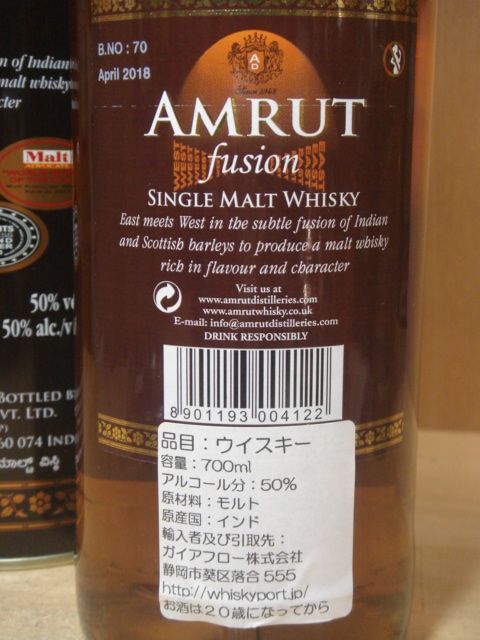 B.NO : 70
April 2018
A D
Since 1948
AMRUT
fusion
SINGLE MALT WHISKY
East meets West in the subtle fusion of Indian
and Scottish barleys to produce a malt whisky
rich in flavour and character
Visit us at
www.amrutdistilleries.com
www.amrutwhisky.co.uk
E-mail: info@amrutdistilleries.com
DRINK RESPONSIBLY
8 901193 004122
品目：ウイスキー
容量：700ml
アルコール分：50%
原材料：モルト
原産国：インド
輸入者及び引取先：
ガイアフロー株式会社
静岡市葵区落合 555
http://whiskyport.jp/
お酒は２０歳になってから
n of Indian
malt whisky
cter
Malt
ADVOCATE
50% v
50% alc./v
BOTTLED B
VT. LTD.
60 074 IND
ಮಾಲ್ಟ್ ವಿಸ್ಕಿ